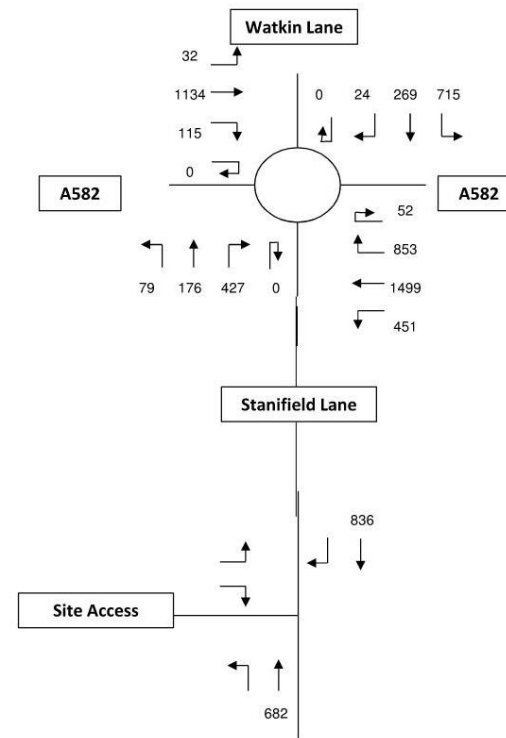 Watkin Lane
32
1134
115
0
0 24 269 715
A582
A582
52
853
1499
451
79 176 427 0
Stanifield Lane
836
Site Access
682